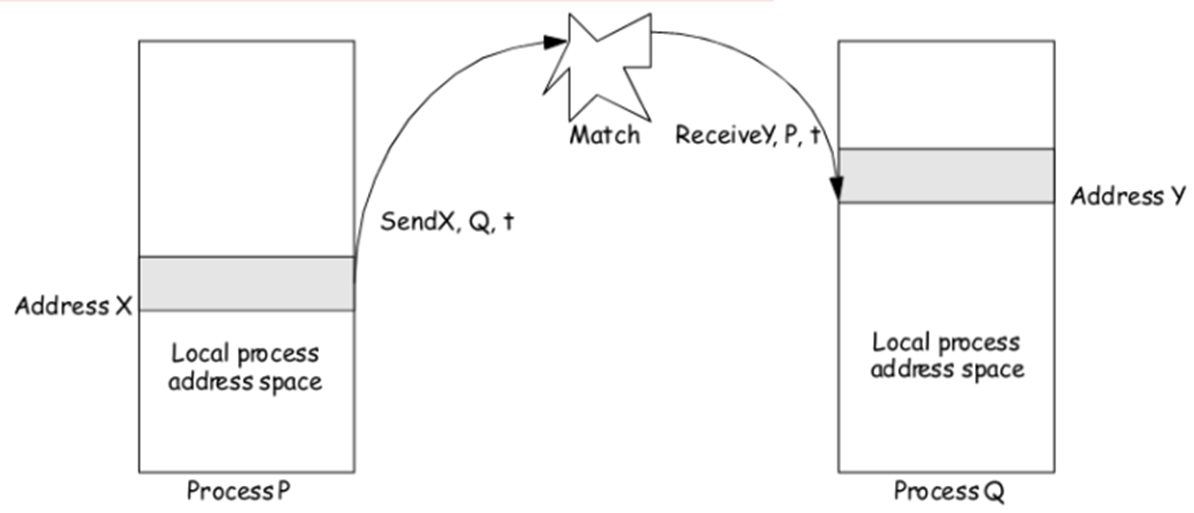 Match
ReceiveY, P, t
SendX, Q, t
Address Y
Address X
Local process
address space
Local process
address space
Process P
Process Q